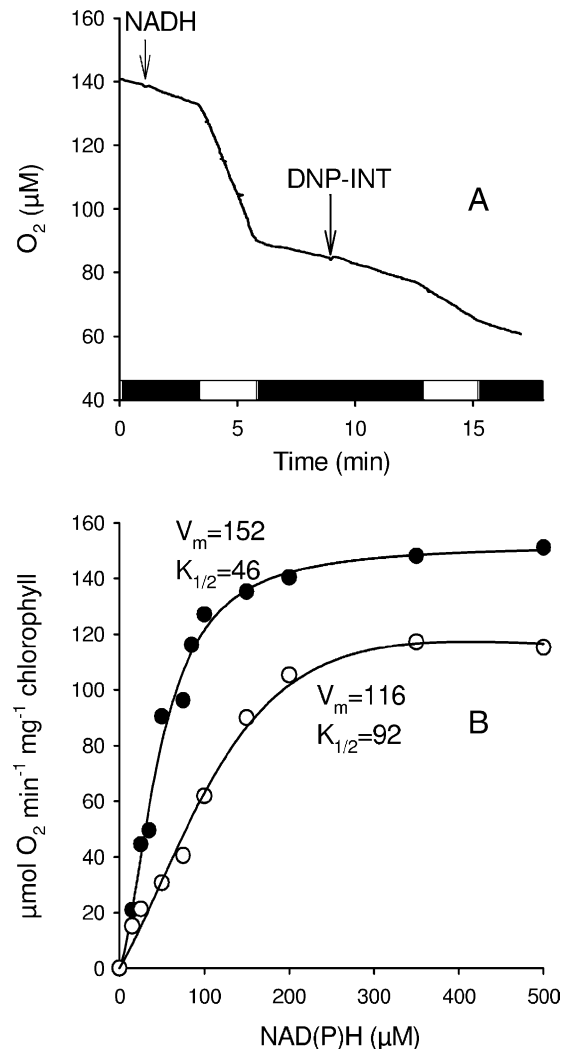 160
NADH
140
120
DNP-INT
A
O₂ (µM)
100
80
60
40
0 5 10 15
Time (min)
160
Vₘ=152
K₁/₂=46
140
120
100
Vₘ=116
K₁/₂=92
B
80
60
40
20
0
µmol O₂ min⁻¹ mg⁻¹ chlorophyll
0 100 200 300 400 500
NAD(P)H (µM)